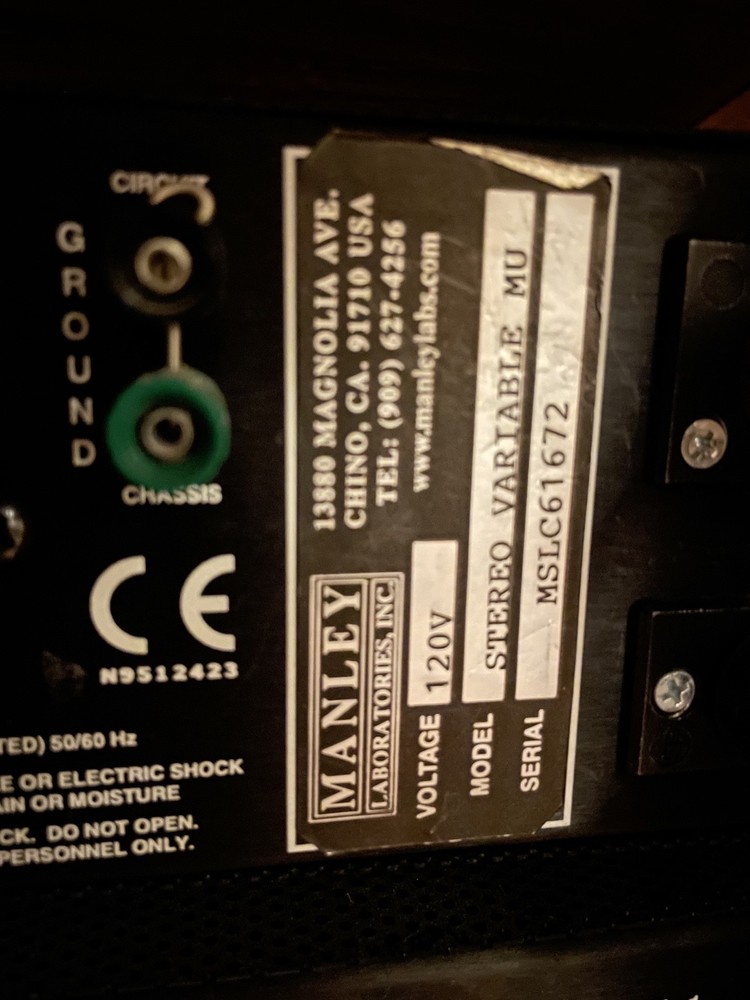 CIRCUIT
GROUND
CHASSIS
CE
N9512423
TED) 50/60 Hz
E OR ELECTRIC SHOCK
AIN OR MOISTURE
CK. DO NOT OPEN.
PERSONNEL ONLY.
MANLEY
LABORATORIES, INC.
13880 MAGNOLIA AVE.
CHINO, CA. 91710 USA
TEL: (909) 627-4256
www.manleylabs.com
VOLTAGE 120V
MODEL STEREO VARIABLE MU
SERIAL MSLC61672